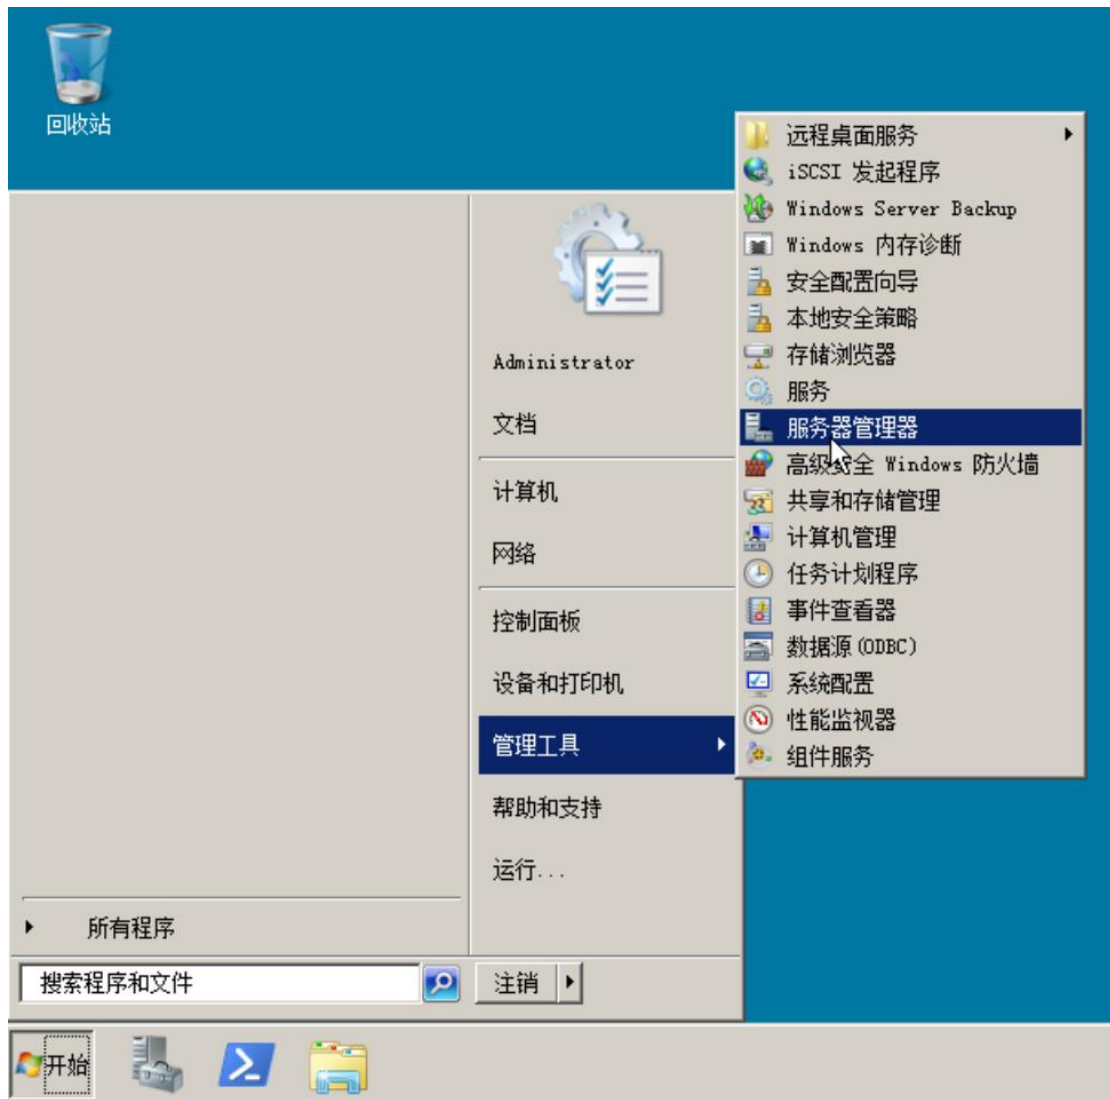 回收站
Administrator
文档
计算机
网络
控制面板
设备和打印机
管理工具
帮助和支持
运行...
所有程序
搜索程序和文件
注销
开始
远程桌面服务
iSCSI 发起程序
Windows Server Backup
Windows 内存诊断
安全配置向导
本地安全策略
存储浏览器
服务
服务器管理器
高级安全 Windows 防火墙
共享和存储管理
计算机管理
任务计划程序
事件查看器
数据源(ODBC)
系统配置
性能监视器
组件服务